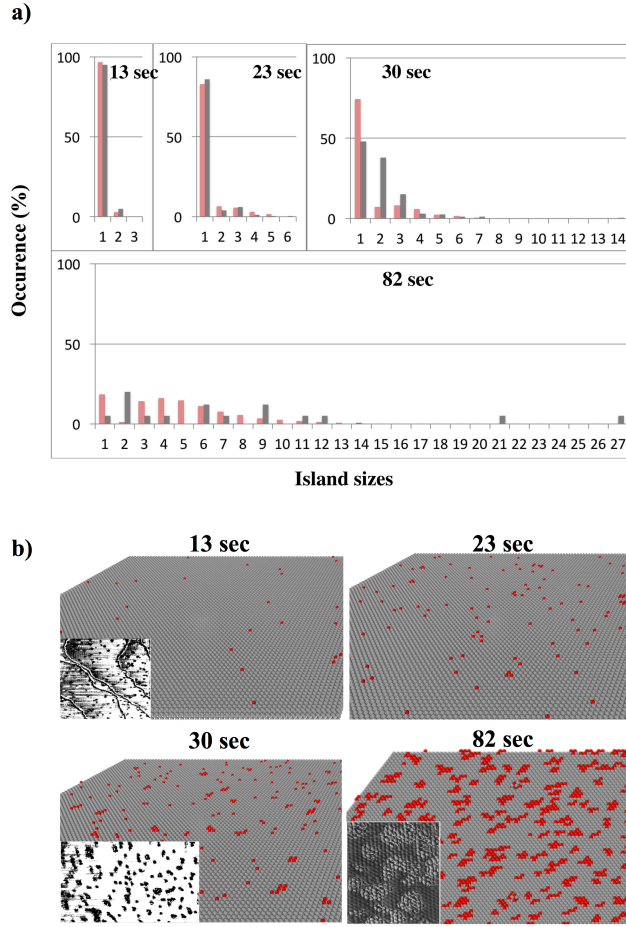 a)
13 sec
23 sec
30 sec
100
100
100
50
50
50
0
0
0
1 2 3
1 2 3 4 5 6
1 2 3 4 5 6 7 8 9 10 11 12 13 14
Occurence (%)
82 sec
100
50
0
1 2 3 4 5 6 7 8 9 10 11 12 13 14 15 16 17 18 19 20 21 22 23 24 25 26 27
Island sizes
b)
13 sec
23 sec
30 sec
82 sec